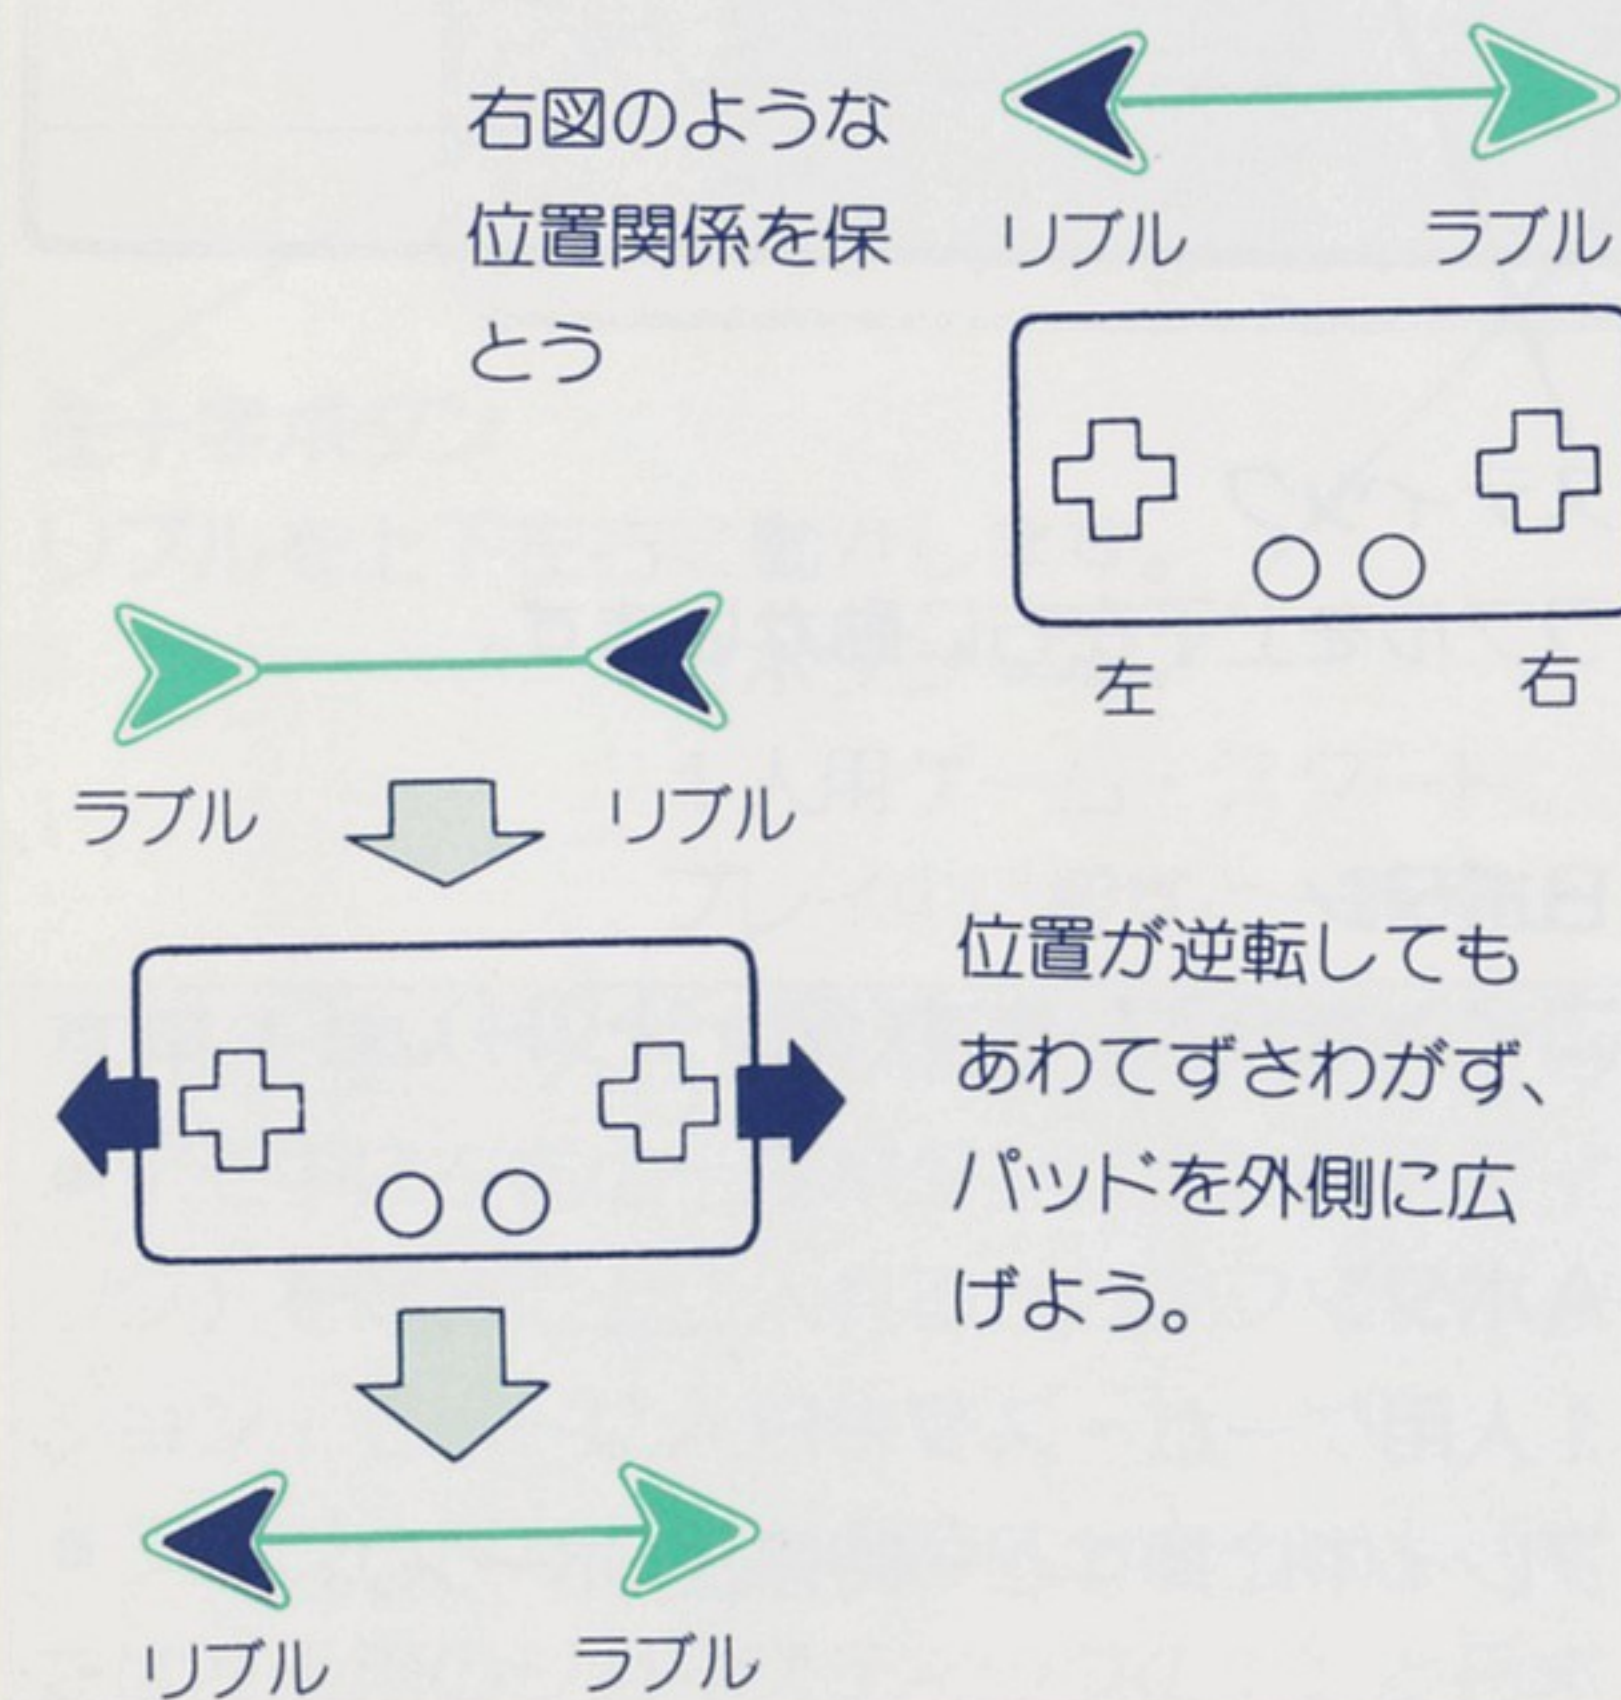 右図のような
位置関係を保
とう
リブル ラブル
左 右
ラブル リブル
位置が逆転しても
あわてずさわがず、
パッドを外側に広
げよう。
リブル ラブル